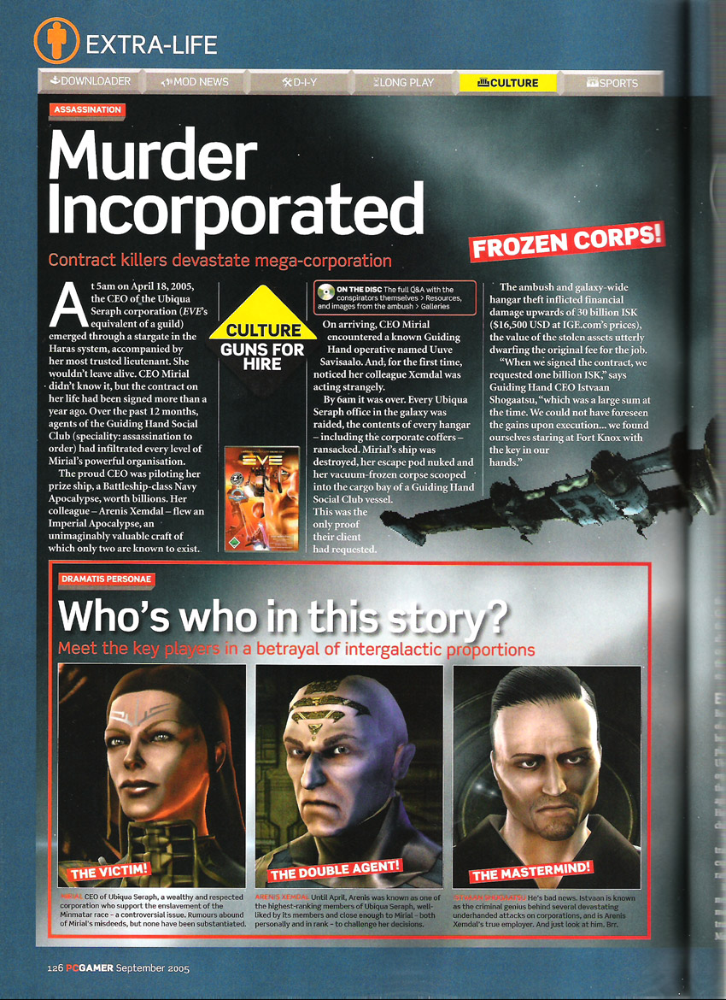 EXTRA-LIFE
DOWNLOADER
MOD NEWS
D-I-Y
LONG PLAY
CULTURE
SPORTS
ASSASSINATION
Murder
Incorporated
Contract killers devastate mega-corporation
FROZEN CORPS!
At 5am on April 18, 2005,
the CEO of the Ubiqua
Seraph corporation (EVE's
equivalent of a guild)
emerged through a stargate in the
Haras system, accompanied by
her most trusted lieutenant. She
wouldn't leave alive. CEO Mirial
didn't know it, but the contract on
her life had been signed more than a
year ago. Over the past 12 months,
agents of the Guiding Hand Social
Club (speciality: assassination to
order) had infiltrated every level of
Mirial's powerful organisation.
The proud CEO was piloting her
prize ship, a Battleship-class Navy
Apocalypse, worth billions. Her
colleague – Arenis Xemdal – flew an
Imperial Apocalypse, an
unimaginably valuable craft of
which only two are known to exist.
CULTURE
GUNS FOR
HIRE
EVE
ON THE DISC The full Q&A with the
conspirators themselves > Resources,
and images from the ambush > Galleries
On arriving, CEO Mirial
encountered a known Guiding
Hand operative named Uuve
Savisaalo. And, for the first time,
noticed her colleague Xemdal was
acting strangely.
By 6am it was over. Every Ubiqua
Seraph office in the galaxy was
raided, the contents of every hangar
– including the corporate coffers –
ransacked. Mirial's ship was
destroyed, her escape pod nuked and
her vacuum-frozen corpse scooped
into the cargo bay of a Guiding Hand
Social Club vessel.
This was the
only proof
their client
had requested.
The ambush and galaxy-wide
hangar theft inflicted financial
damage upwards of 30 billion ISK
($16,500 USD at IGE.com's prices),
the value of the stolen assets utterly
dwarfing the original fee for the job.
"When we signed the contract, we
requested one billion ISK," says
Guiding Hand CEO Istvaan
Shogaatsu, "which was a large sum at
the time. We could not have foreseen
the gains upon execution... we found
ourselves staring at Fort Knox with
the key in our
hands."
DRAMATIS PERSONAE
Who's who in this story?
Meet the key players in a betrayal of intergalactic proportions
THE VICTIM!
MIRIAL CEO of Ubiqua Seraph, a wealthy and respected
corporation who support the enslavement of the
Minmatar race – a controversial issue. Rumours abound
of Mirial's misdeeds, but none have been substantiated.
THE DOUBLE AGENT!
ARENIS XEMDAL Until April, Arenis was known as one of
the highest-ranking members of Ubiqua Seraph, well-
liked by its members and close enough to Mirial – both
personally and in rank – to challenge her decisions.
THE MASTERMIND!
ISTVAAN SHOGAATSU He's bad news. Istvaan is known
as the criminal genius behind several devastating
underhanded attacks on corporations, and is Arenis
Xemdal's true employer. And just look at him. Brr.
126 PCGAMER September 2005